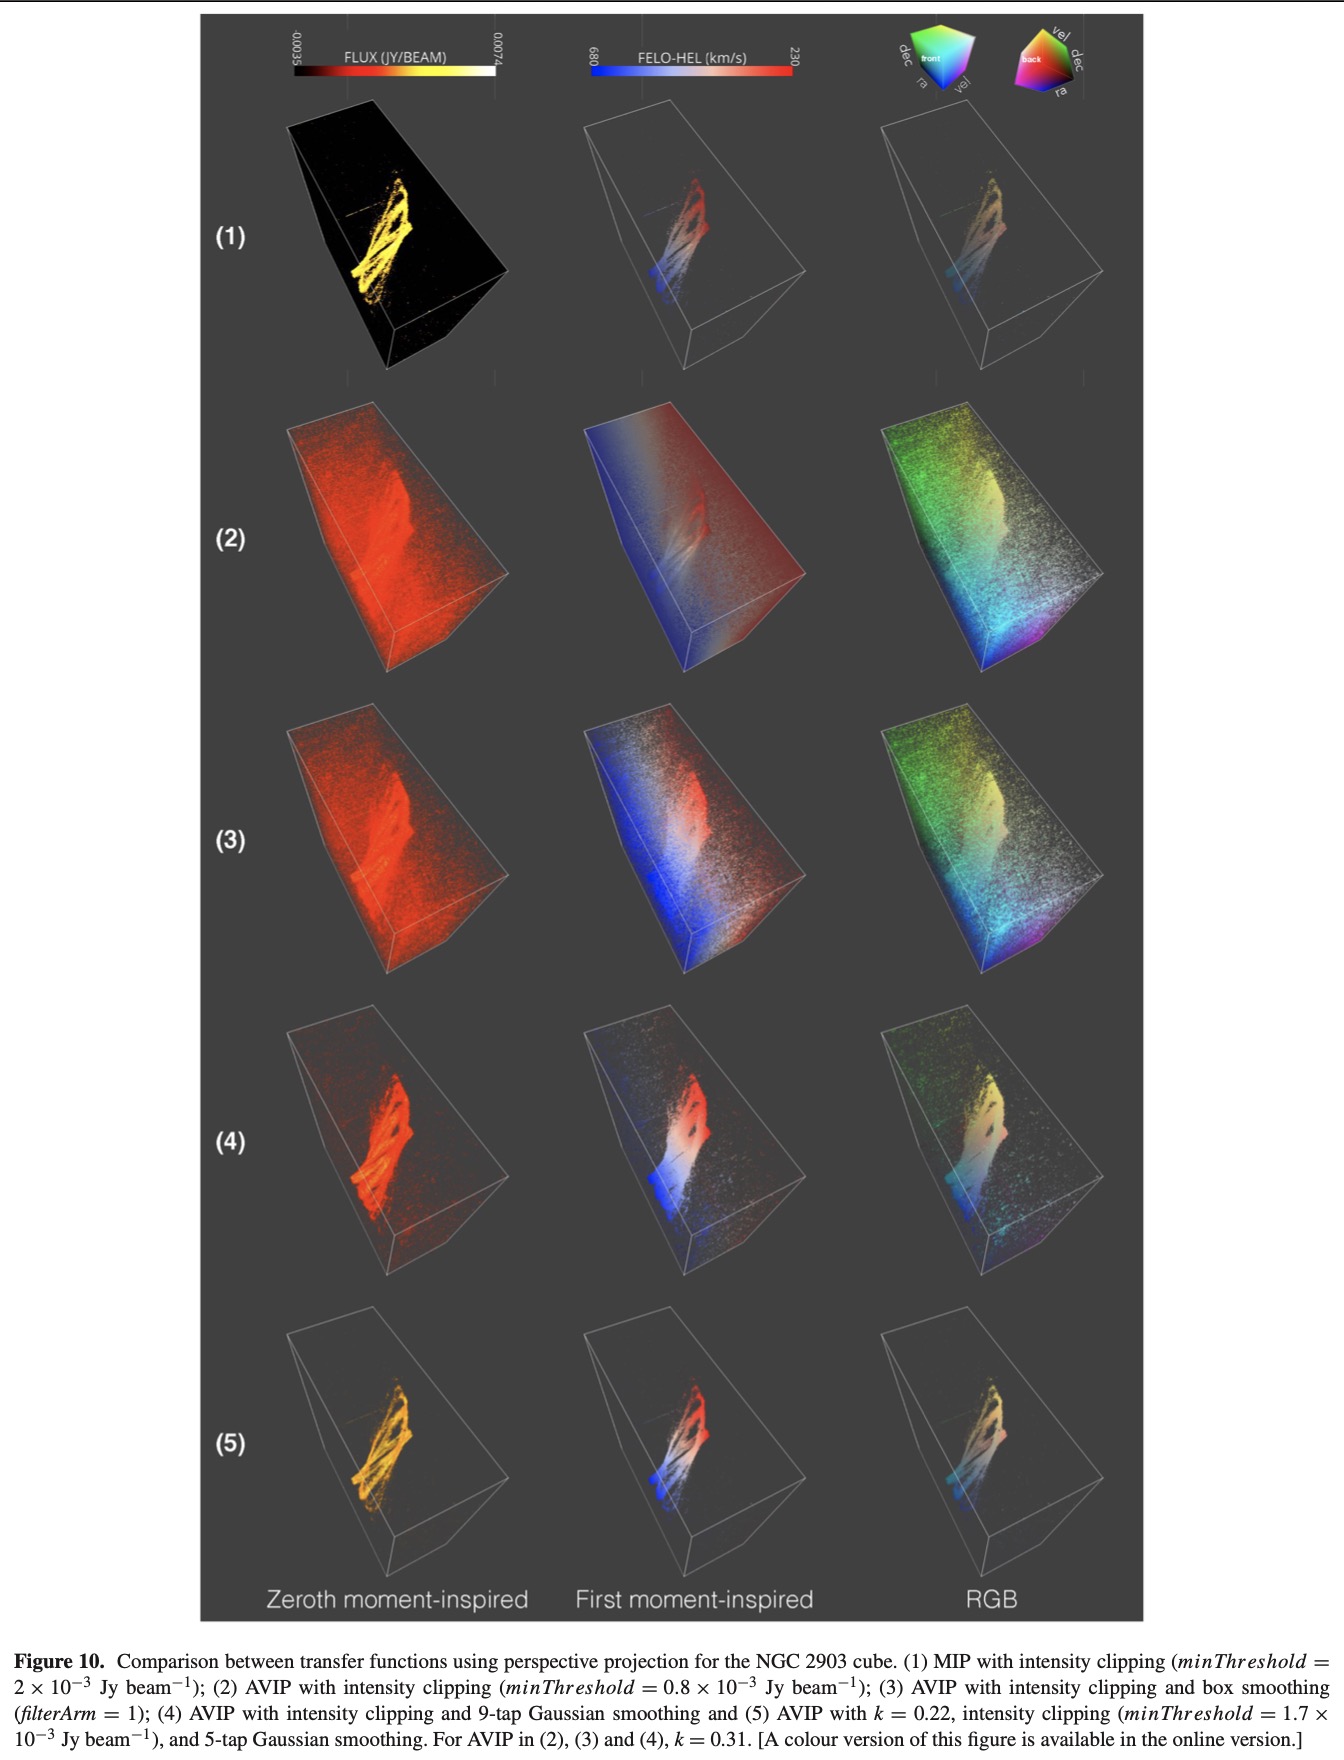 0.0035
FLUX (JY/BEAM)
0.0074
680
FELO-HEL (km/s)
230
dec
front
ra
vel
vel
back
dec
ra
(1)
(2)
(3)
(4)
(5)
Zeroth moment-inspired
First moment-inspired
RGB
Figure 10. Comparison between transfer functions using perspective projection for the NGC 2903 cube. (1) MIP with intensity clipping (minThreshold =
2 × 10⁻³ Jy beam⁻¹); (2) AVIP with intensity clipping (minThreshold = 0.8 × 10⁻³ Jy beam⁻¹); (3) AVIP with intensity clipping and box smoothing
(filterArm = 1); (4) AVIP with intensity clipping and 9-tap Gaussian smoothing and (5) AVIP with k = 0.22, intensity clipping (minThreshold = 1.7 ×
10⁻³ Jy beam⁻¹), and 5-tap Gaussian smoothing. For AVIP in (2), (3) and (4), k = 0.31. [A colour version of this figure is available in the online version.]